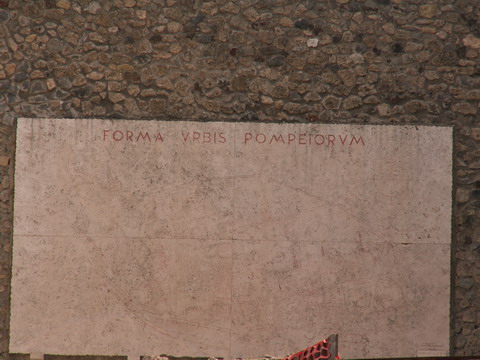 FORMA VRBIS POMPEIORVM